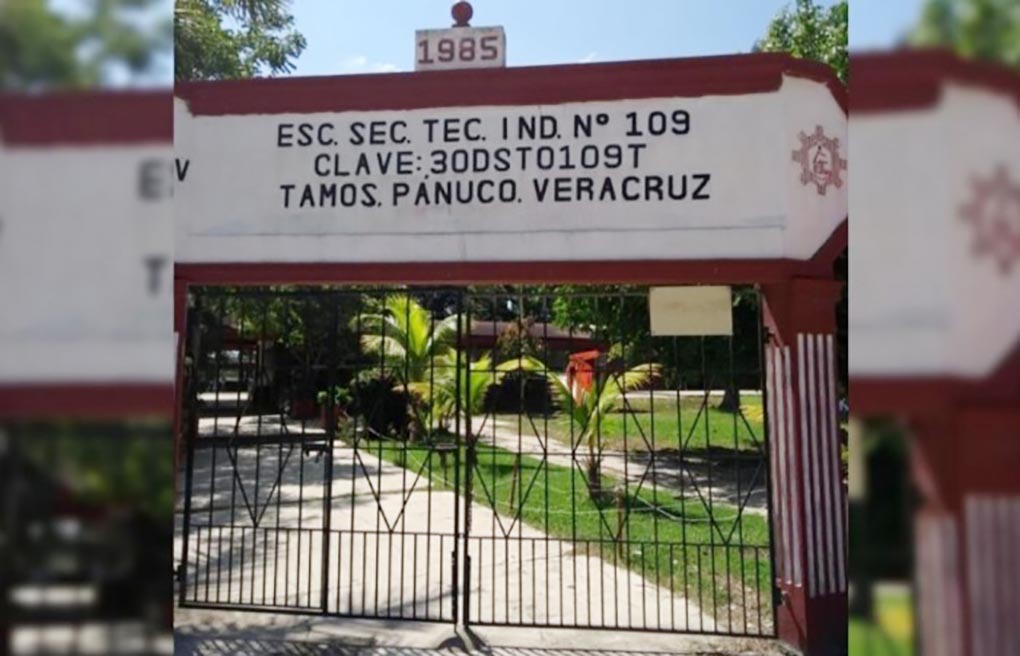 1985
ESC. SEC. TEC. IND. Nº 109
CLAVE: 30DST0109T
TAMOS, PÁNUCO, VERACRUZ
V